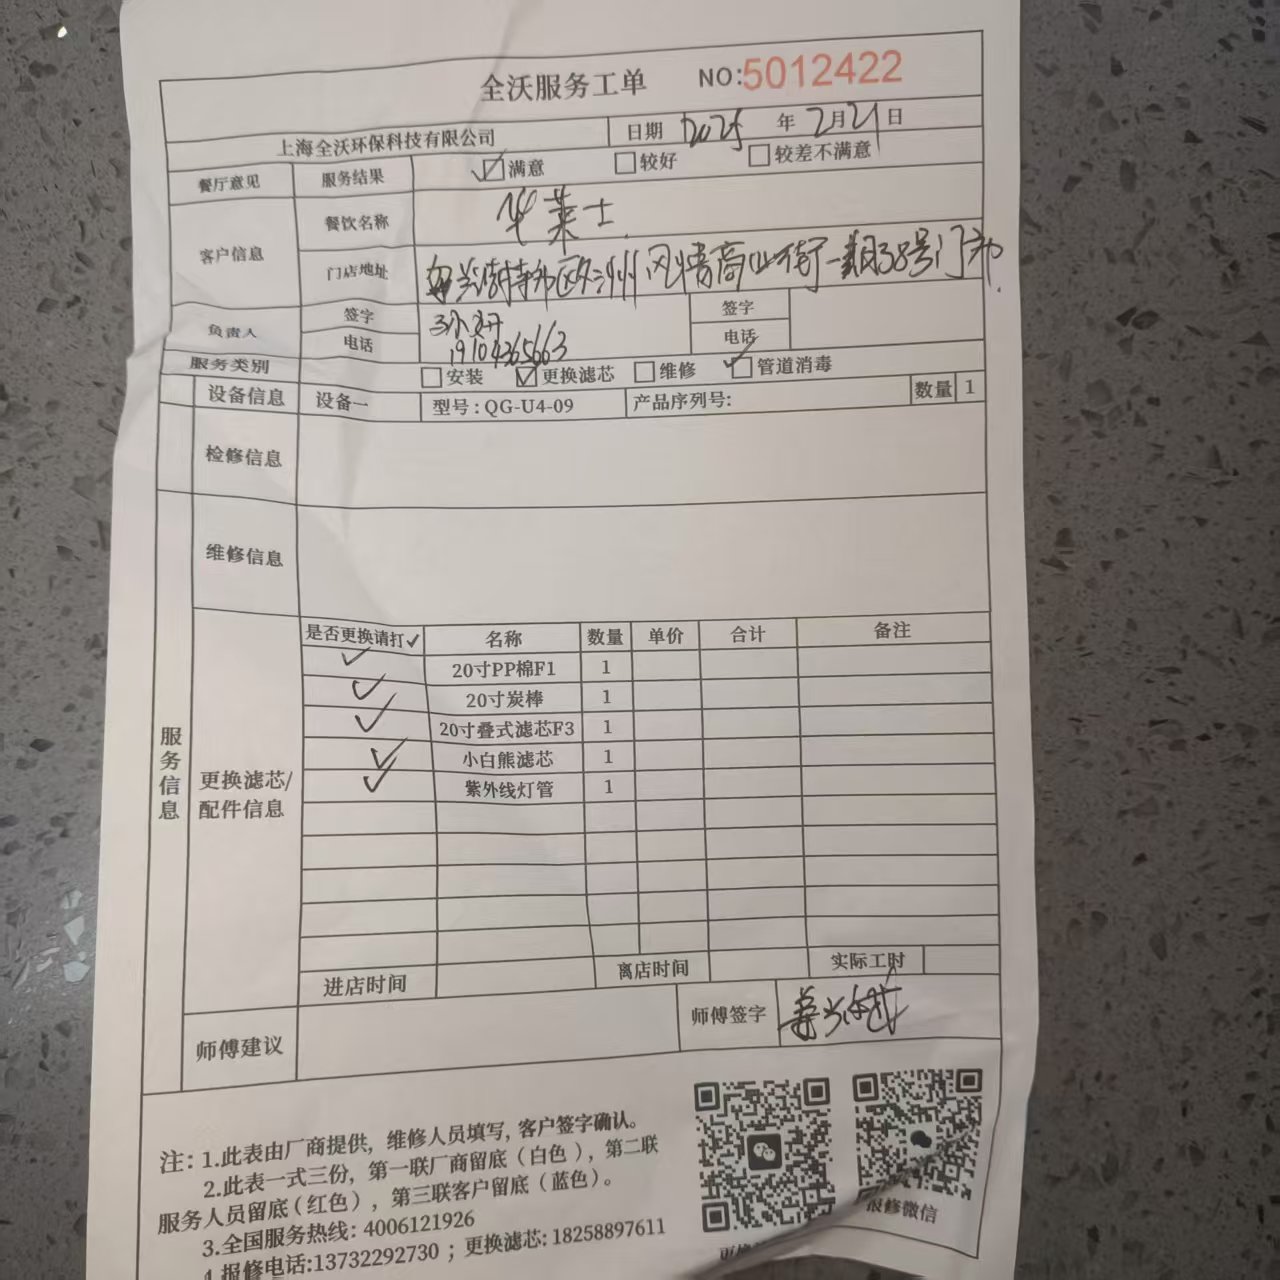 全沃服务工单 NO:5012422
上海全沃环保科技有限公司 日期 2025 年 2月21日
餐厅意见 服务结果 ☑满意 □较好 □较差不满意
客户信息 餐饮名称 华莱士
门店地址 风情商业街一期38号门市
负责人 签字 签字
电话 19104365663 电话
服务类别 □安装 ☑更换滤芯 □维修 ☑管道消毒
设备信息 设备一 型号:QG-U4-09 产品序列号: 数量 1
检修信息
维修信息
服务信息
更换滤芯/配件信息
是否更换请打✓ 名称 数量 单价 合计 备注
✓ 20寸PP棉F1 1
✓ 20寸炭棒 1
✓ 20寸叠式滤芯F3 1
✓ 小白熊滤芯 1
✓ 紫外线灯管 1
进店时间 离店时间 实际工时
师傅建议 师傅签字
注:1.此表由厂商提供,维修人员填写,客户签字确认。
2.此表一式三份,第一联厂商留底(白色),第二联
服务人员留底(红色),第三联客户留底(蓝色)。
3.全国服务热线:4006121926
4.报修电话:13732292730;更换滤芯:18258897611
报修微信